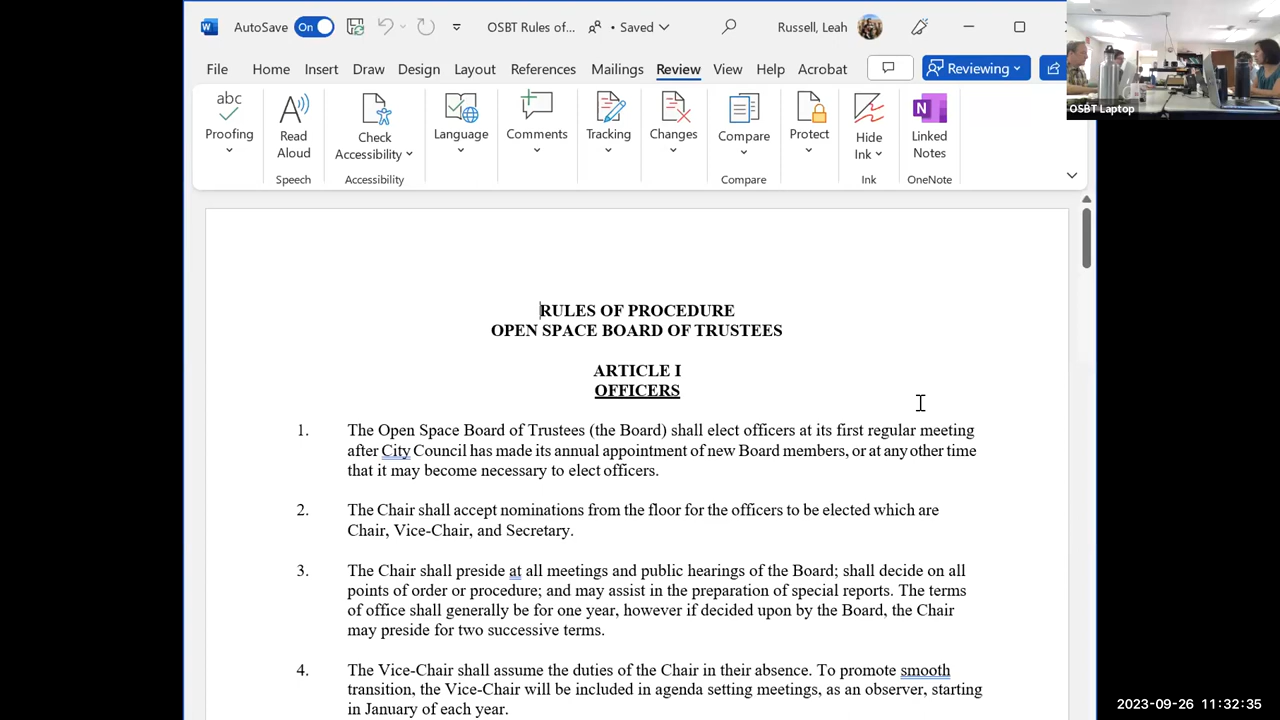 AutoSave On OSBT Rules of... • Saved Russell, Leah
File Home Insert Draw Design Layout References Mailings Review View Help Acrobat Reviewing
abc
Proofing Read Aloud Check Accessibility Language Comments Tracking Changes Compare Protect Hide Ink Linked Notes
Speech Accessibility Compare Ink OneNote
OSBT Laptop
RULES OF PROCEDURE
OPEN SPACE BOARD OF TRUSTEES
ARTICLE I
OFFICERS
1. The Open Space Board of Trustees (the Board) shall elect officers at its first regular meeting
after City Council has made its annual appointment of new Board members, or at any other time
that it may become necessary to elect officers.
2. The Chair shall accept nominations from the floor for the officers to be elected which are
Chair, Vice-Chair, and Secretary.
3. The Chair shall preside at all meetings and public hearings of the Board; shall decide on all
points of order or procedure; and may assist in the preparation of special reports. The terms
of office shall generally be for one year, however if decided upon by the Board, the Chair
may preside for two successive terms.
4. The Vice-Chair shall assume the duties of the Chair in their absence. To promote smooth
transition, the Vice-Chair will be included in agenda setting meetings, as an observer, starting
in January of each year.
2023-09-26 11:32:35